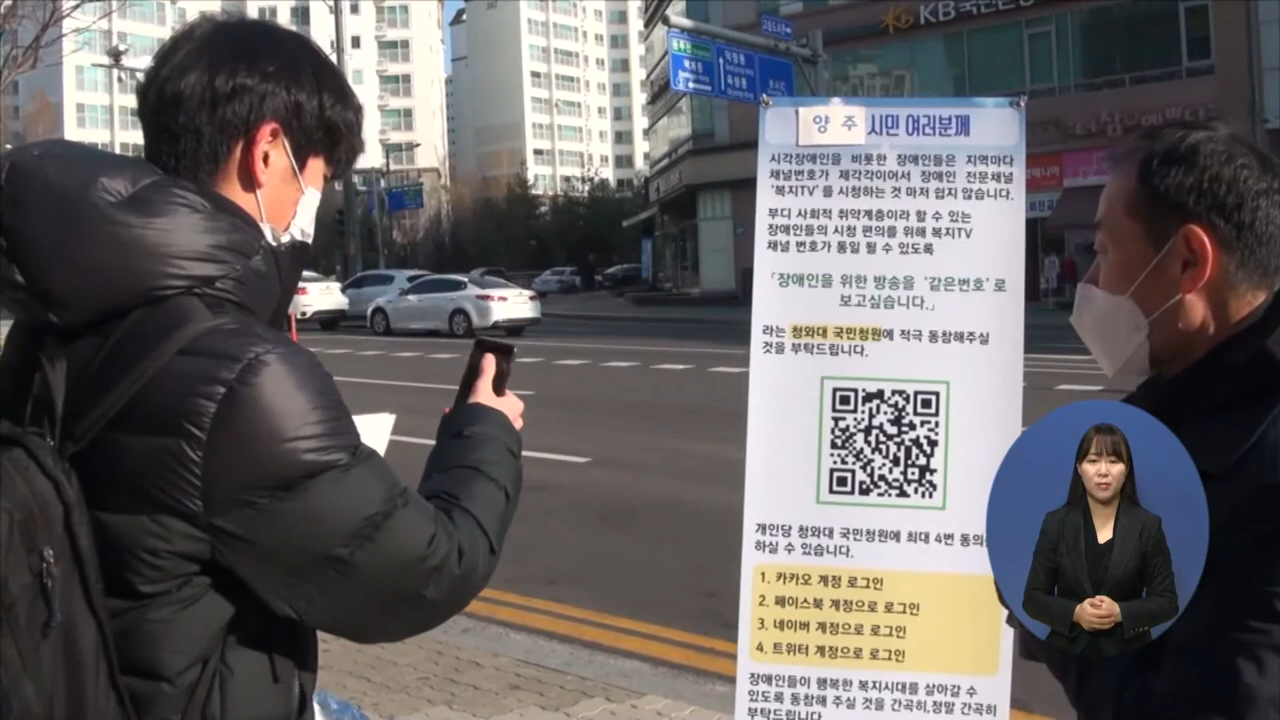 KB국민은행
양주 시민 여러분께
시각장애인을 비롯한 장애인들은 지역마다
채널번호가 제각각이어서 장애인 전문채널
'복지TV'를 시청하는 것 마저 쉽지 않습니다.
부디 사회적 취약계층이라 할 수 있는
장애인들의 시청 편의를 위해 복지TV
채널 번호가 통일 될 수 있도록
「장애인을 위한 방송을 '같은번호'로
보고싶습니다.」
라는 청와대 국민청원에 적극 동참해주실
것을 부탁드립니다.
개인당 청와대 국민청원에 최대 4번 동의
하실 수 있습니다.
1. 카카오 계정 로그인
2. 페이스북 계정으로 로그인
3. 네이버 계정으로 로그인
4. 트위터 계정으로 로그인
장애인들이 행복한 복지시대를 살아갈 수
있도록 동참해 주실 것을 간곡히,정말 간곡히
부탁드립니다.